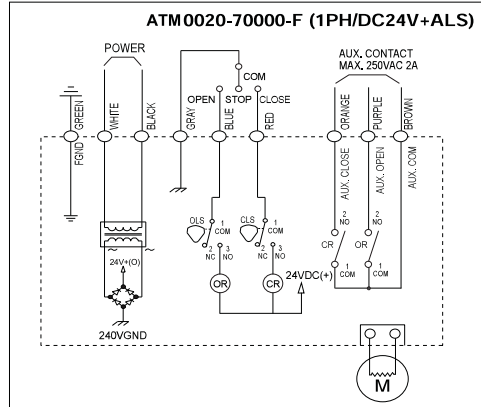 ATM0020-70000-F (1PH/DC24V+ALS)
POWER
AUX. CONTACT
MAX. 250VAC 2A
COM
OPEN STOP CLOSE
GREEN
WHITE
BLACK
GRAY
BLUE
RED
ORANGE
PURPLE
BROWN
FGND
AUX. CLOSE
AUX. OPEN
AUX. COM
OLS
1
COM
2
NC
3
NO
CLS
1
COM
2
NC
3
NO
2
NO
CR
1
COM
2
NO
OR
1
COM
24V+(O)
240VGND
OR
CR
24VDC(+)
M